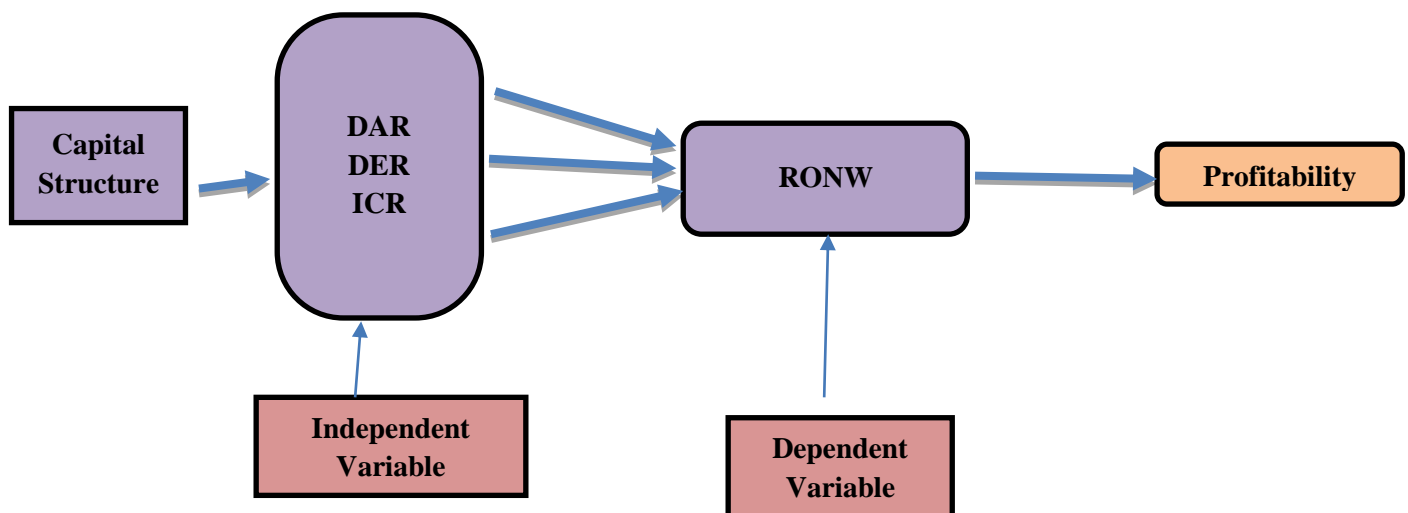 Capital
Structure
DAR
DER
ICR
RONW
Profitability
Independent
Variable
Dependent
Variable